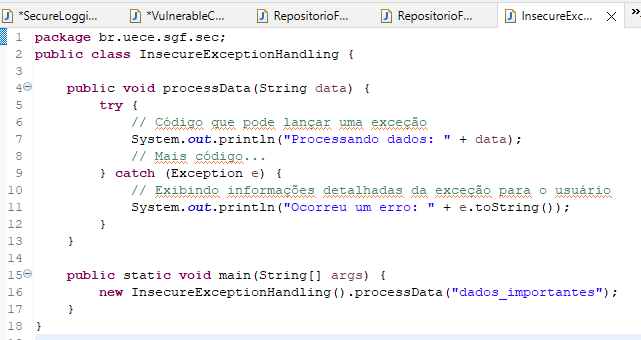 *SecureLoggi... *VulnerableC... RepositorioF... RepositorioF... InsecureExc...
1 package br.uece.sgf.sec;
2 public class InsecureExceptionHandling {
3
4 public void processData(String data) {
5 try {
6 // Código que pode lançar uma exceção
7 System.out.println("Processando dados: " + data);
8 // Mais código...
9 } catch (Exception e) {
10 // Exibindo informações detalhadas da exceção para o usuário
11 System.out.println("Ocorreu um erro: " + e.toString());
12 }
13 }
14
15 public static void main(String[] args) {
16 new InsecureExceptionHandling().processData("dados_importantes");
17 }
18 }